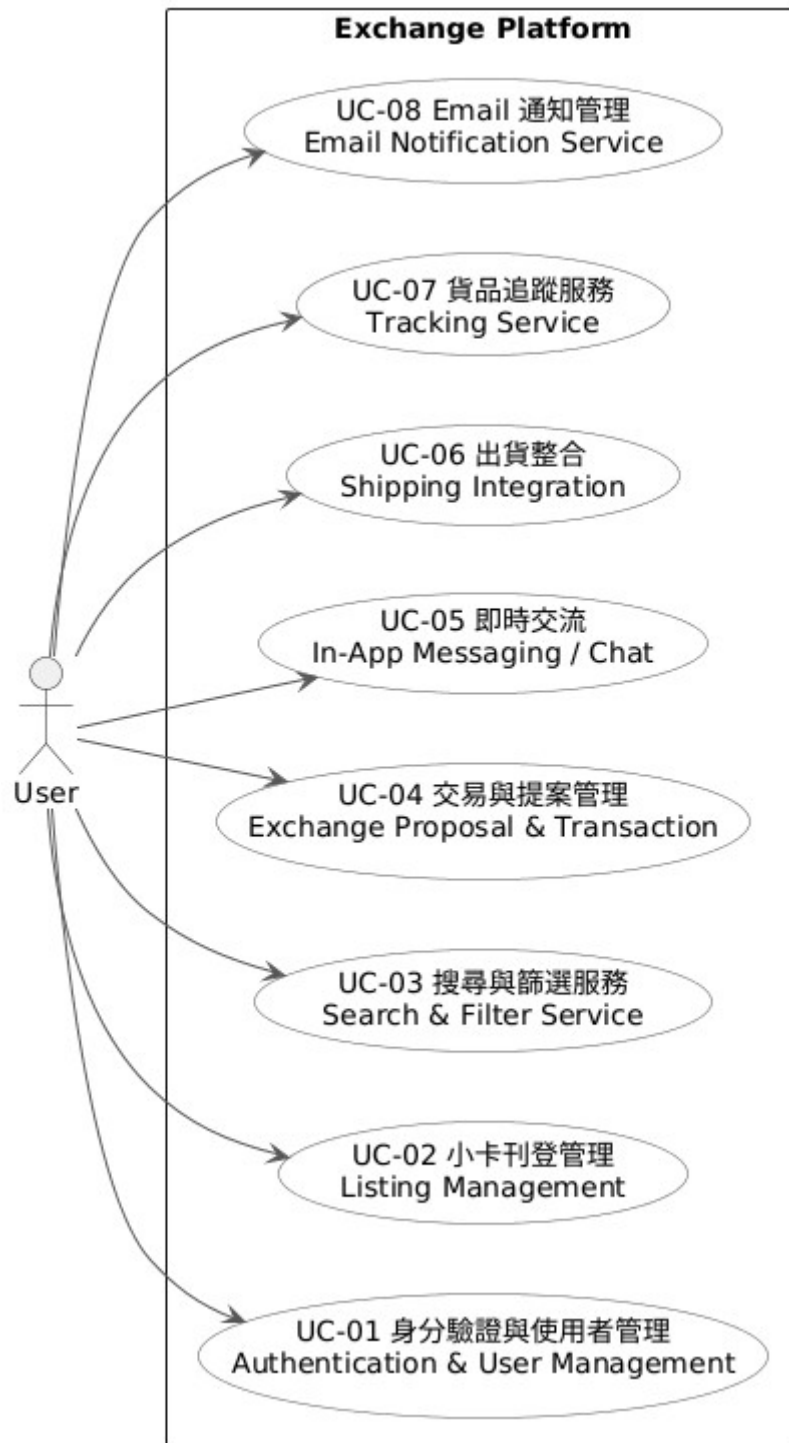 Exchange Platform
UC-08 Email 通知管理
Email Notification Service
UC-07 貨品追蹤服務
Tracking Service
UC-06 出貨整合
Shipping Integration
UC-05 即時交流
In-App Messaging / Chat
User
UC-04 交易與提案管理
Exchange Proposal & Transaction
UC-03 搜尋與篩選服務
Search & Filter Service
UC-02 小卡刊登管理
Listing Management
UC-01 身分驗證與使用者管理
Authentication & User Management